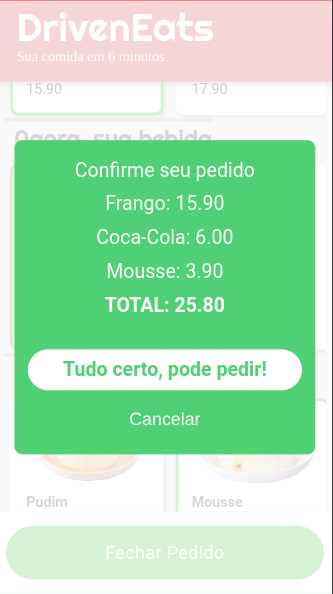 DrivenEats
Sua comida em 6 minutos
15.90
17.90
Agora, sua bebida
Confirme seu pedido
Frango: 15.90
Coca-Cola: 6.00
Mousse: 3.90
TOTAL: 25.80
Tudo certo, pode pedir!
Cancelar
Pudim
Mousse
Fechar Pedido